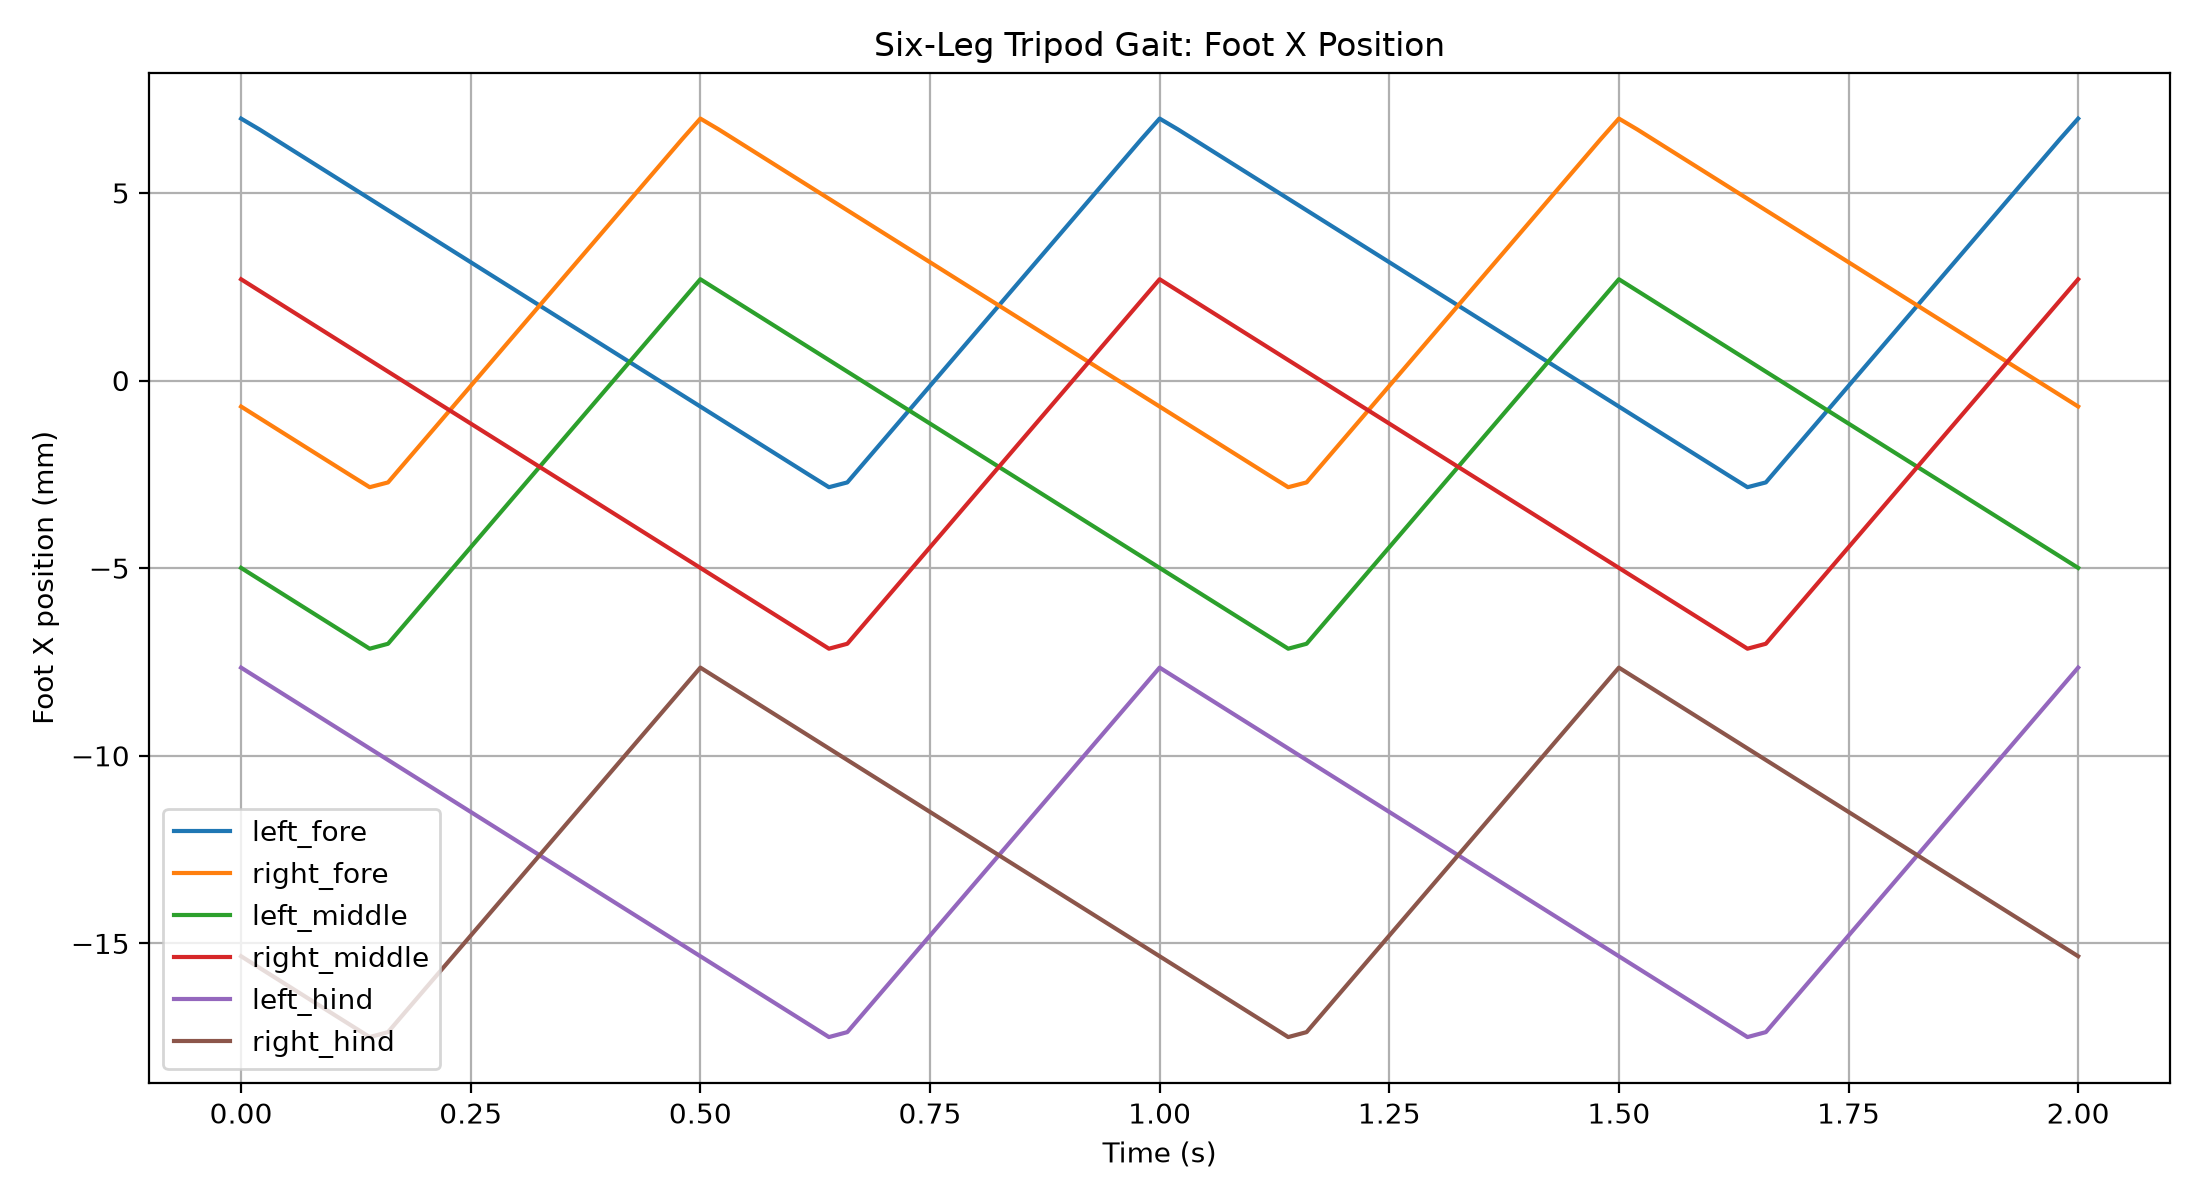 Six-Leg Tripod Gait: Foot X Position
Foot X position (mm)
5
0
−5
−10
−15
left_fore
right_fore
left_middle
right_middle
left_hind
right_hind
0.00 0.25 0.50 0.75 1.00 1.25 1.50 1.75 2.00
Time (s)